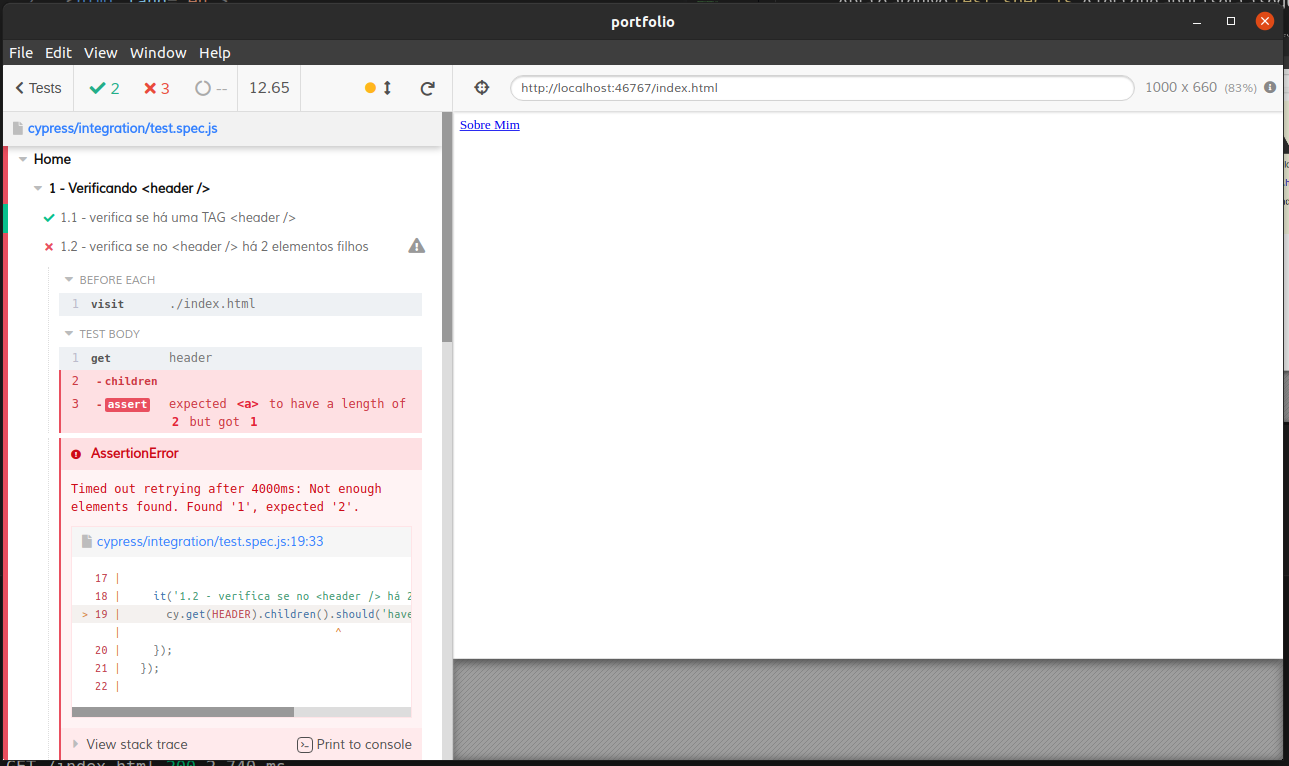 portfolio
File Edit View Window Help
Tests 2 3 -- 12.65 http://localhost:46767/index.html 1000 x 660 (83%)
cypress/integration/test.spec.js
Sobre Mim
Home
1 - Verificando <header />
1.1 - verifica se há uma TAG <header />
1.2 - verifica se no <header /> há 2 elementos filhos
BEFORE EACH
1 visit ./index.html
TEST BODY
1 get header
2 -children
3 -assert expected <a> to have a length of
2 but got 1
AssertionError
Timed out retrying after 4000ms: Not enough
elements found. Found '1', expected '2'.
cypress/integration/test.spec.js:19:33
17 |
18 | it('1.2 - verifica se no <header /> há 2
> 19 | cy.get(HEADER).children().should('have
| ^
20 | });
21 | });
22 |
View stack trace Print to console
GET /index.html 200 2.740 ms